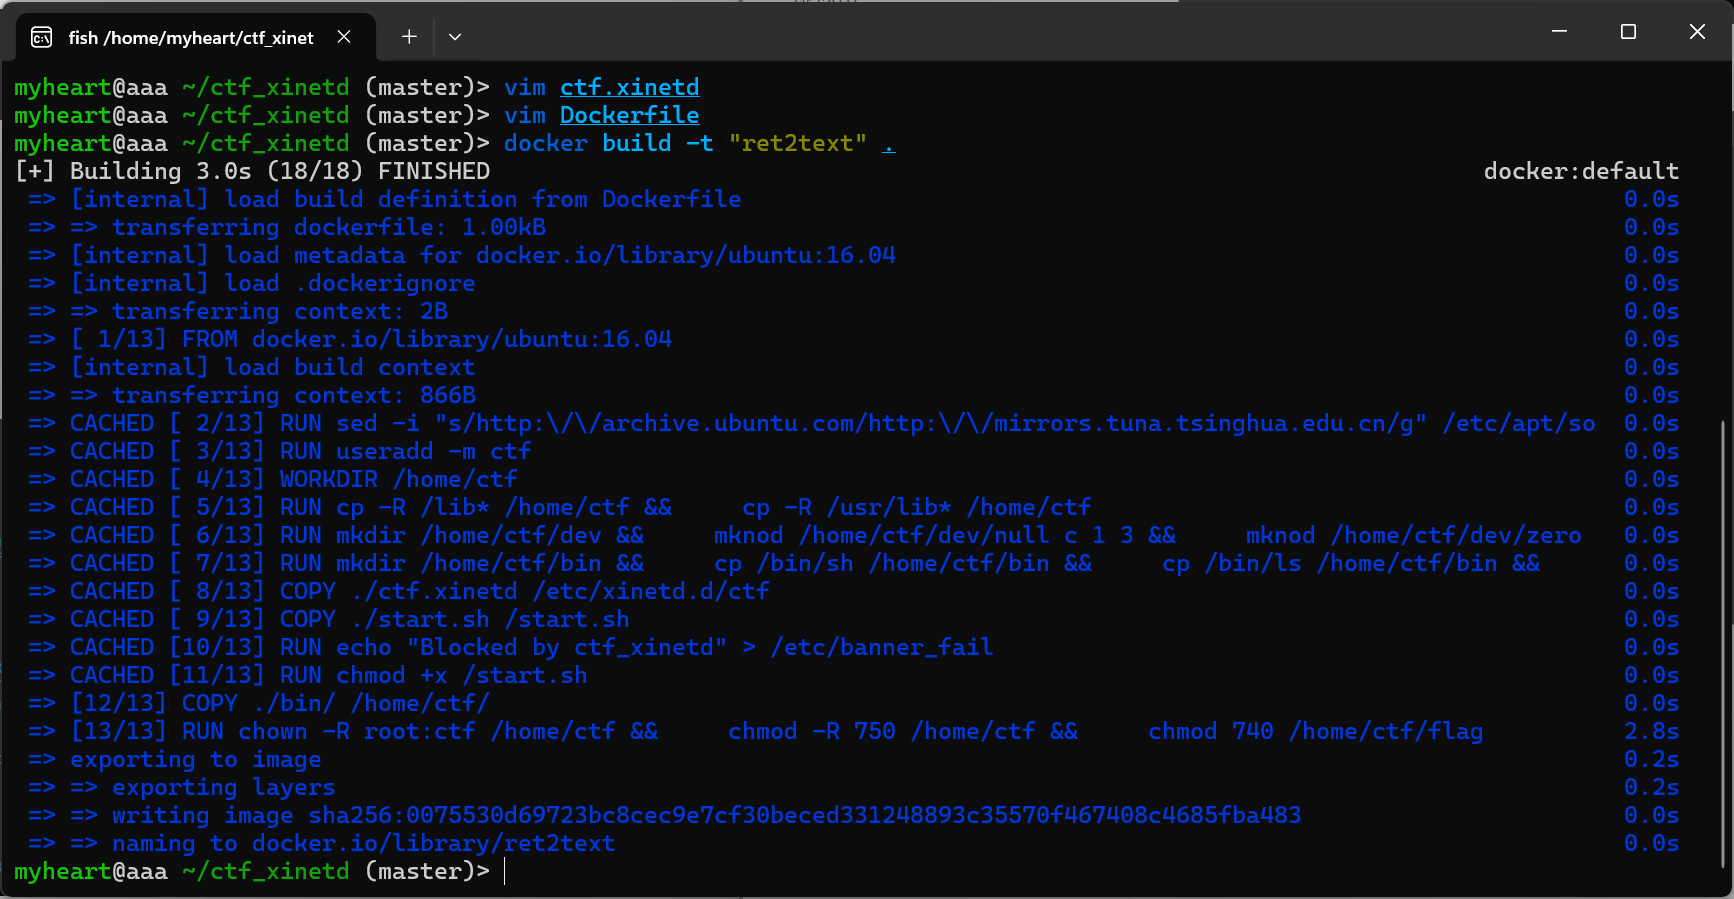 fish /home/myheart/ctf_xinet
myheart@aaa ~/ctf_xinetd (master)> vim ctf.xinetd
myheart@aaa ~/ctf_xinetd (master)> vim Dockerfile
myheart@aaa ~/ctf_xinetd (master)> docker build -t "ret2text" .
[+] Building 3.0s (18/18) FINISHED docker:default
=> [internal] load build definition from Dockerfile 0.0s
=> => transferring dockerfile: 1.00kB 0.0s
=> [internal] load metadata for docker.io/library/ubuntu:16.04 0.0s
=> [internal] load .dockerignore 0.0s
=> => transferring context: 2B 0.0s
=> [ 1/13] FROM docker.io/library/ubuntu:16.04 0.0s
=> [internal] load build context 0.0s
=> => transferring context: 866B 0.0s
=> CACHED [ 2/13] RUN sed -i "s/http:\/\/archive.ubuntu.com/http:\/\/mirrors.tuna.tsinghua.edu.cn/g" /etc/apt/so 0.0s
=> CACHED [ 3/13] RUN useradd -m ctf 0.0s
=> CACHED [ 4/13] WORKDIR /home/ctf 0.0s
=> CACHED [ 5/13] RUN cp -R /lib* /home/ctf && cp -R /usr/lib* /home/ctf 0.0s
=> CACHED [ 6/13] RUN mkdir /home/ctf/dev && mknod /home/ctf/dev/null c 1 3 && mknod /home/ctf/dev/zero 0.0s
=> CACHED [ 7/13] RUN mkdir /home/ctf/bin && cp /bin/sh /home/ctf/bin && cp /bin/ls /home/ctf/bin && 0.0s
=> CACHED [ 8/13] COPY ./ctf.xinetd /etc/xinetd.d/ctf 0.0s
=> CACHED [ 9/13] COPY ./start.sh /start.sh 0.0s
=> CACHED [10/13] RUN echo "Blocked by ctf_xinetd" > /etc/banner_fail 0.0s
=> CACHED [11/13] RUN chmod +x /start.sh 0.0s
=> [12/13] COPY ./bin/ /home/ctf/ 0.0s
=> [13/13] RUN chown -R root:ctf /home/ctf && chmod -R 750 /home/ctf && chmod 740 /home/ctf/flag 2.8s
=> exporting to image 0.2s
=> => exporting layers 0.2s
=> => writing image sha256:0075530d69723bc8cec9e7cf30beced331248893c35570f467408c4685fba483 0.0s
=> => naming to docker.io/library/ret2text 0.0s
myheart@aaa ~/ctf_xinetd (master)>